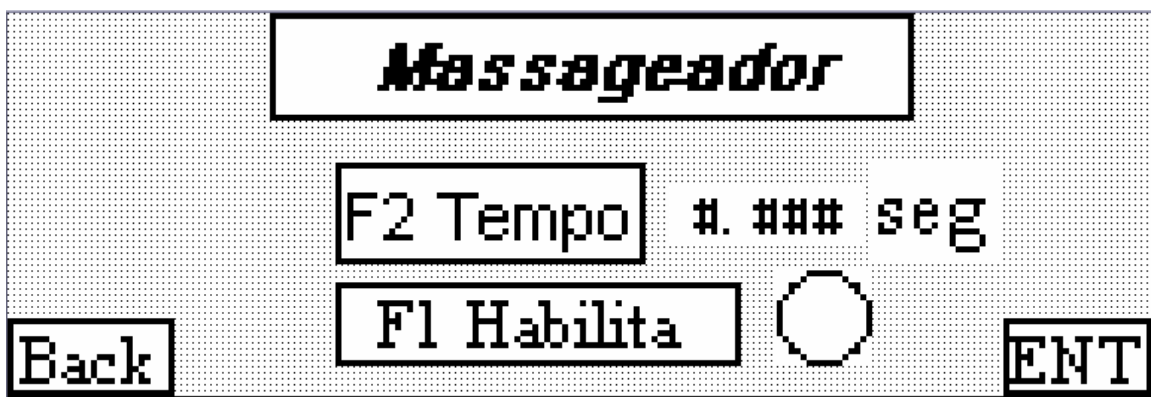 Massageador
F2 Tempo #.### seg
F1 Habilita
Back
ENT